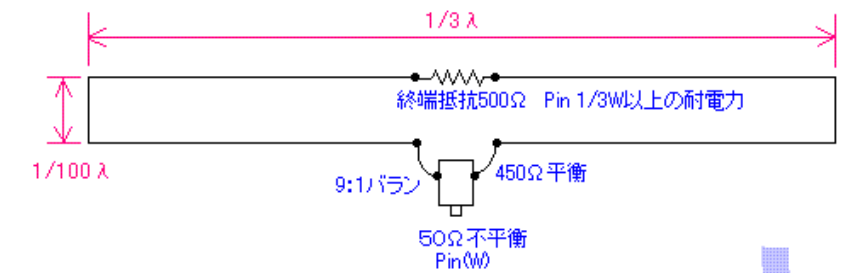 1/3 λ
終端抵抗500Ω Pin 1/3W以上の耐電力
1/100 λ
9:1バラン
450Ω 平衡
50Ω 不平衡
Pin(W)